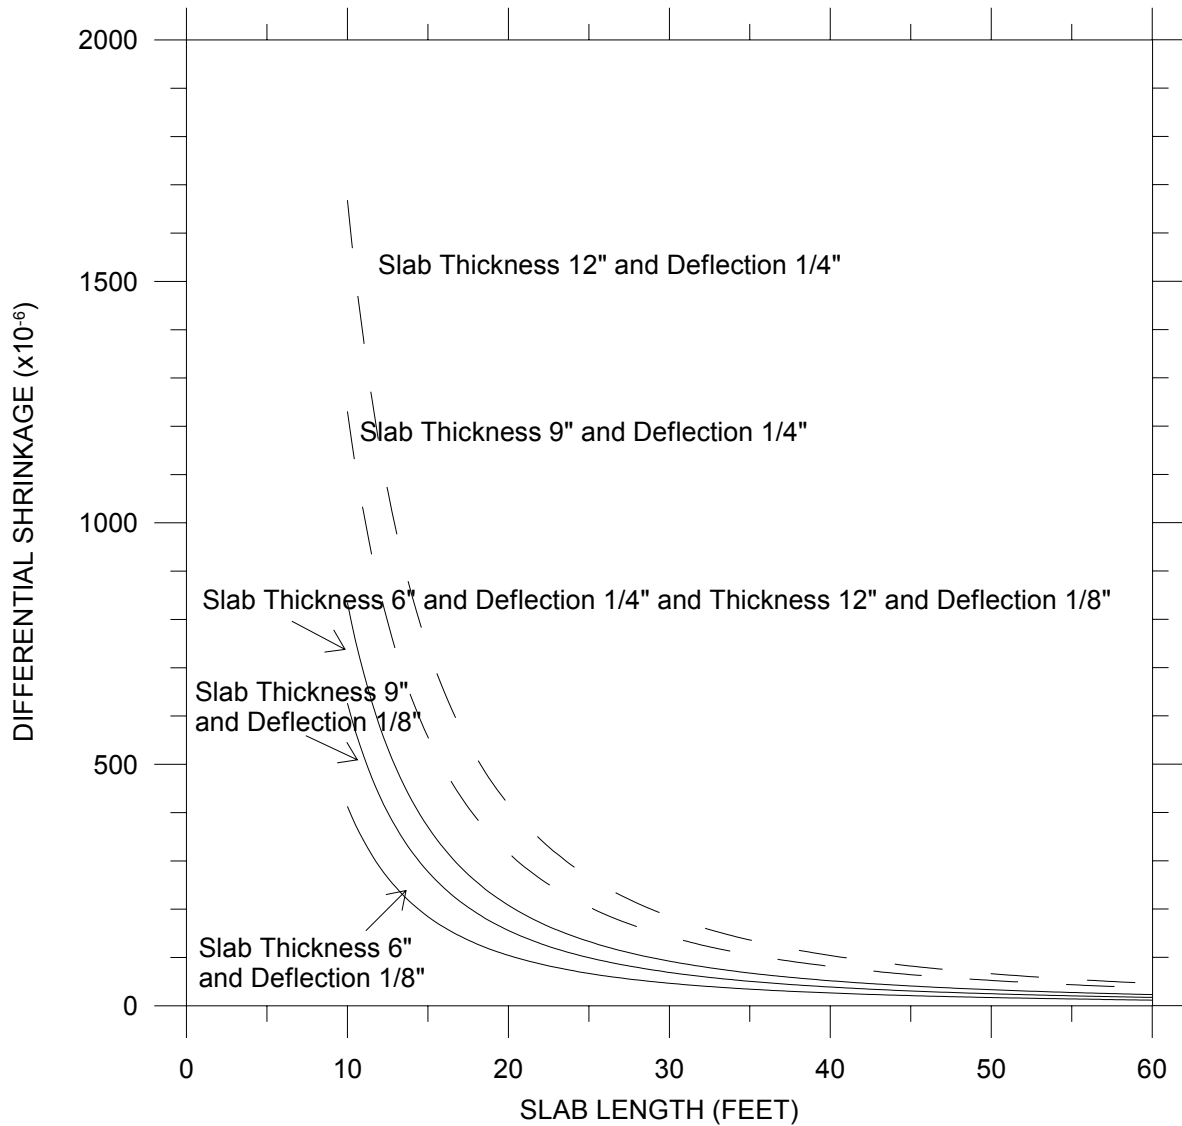 2000
Slab Thickness 12" and Deflection 1/4"
1500
Slab Thickness 9" and Deflection 1/4"
DIFFERENTIAL SHRINKAGE (x10⁻⁶)
1000
Slab Thickness 6" and Deflection 1/4" and Thickness 12" and Deflection 1/8"
Slab Thickness 9"
and Deflection 1/8"
500
Slab Thickness 6"
and Deflection 1/8"
0
0 10 20 30 40 50 60
SLAB LENGTH (FEET)